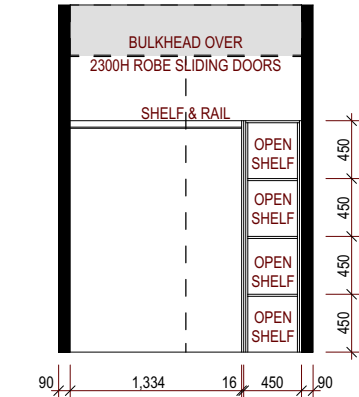 BULKHEAD OVER
2300H ROBE SLIDING DOORS
SHELF & RAIL
OPEN
SHELF
450
OPEN
SHELF
450
OPEN
SHELF
450
OPEN
SHELF
450
90 1,334 16 450 90